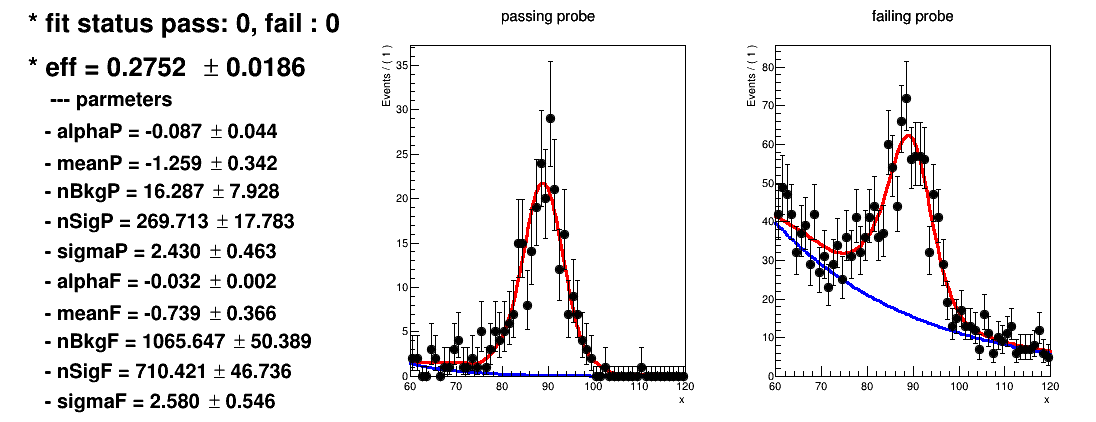 * fit status pass: 0, fail : 0
* eff = 0.2752 ± 0.0186
--- parmeters
- alphaP = -0.087 ± 0.044
- meanP = -1.259 ± 0.342
- nBkgP = 16.287 ± 7.928
- nSigP = 269.713 ± 17.783
- sigmaP = 2.430 ± 0.463
- alphaF = -0.032 ± 0.002
- meanF = -0.739 ± 0.366
- nBkgF = 1065.647 ± 50.389
- nSigF = 710.421 ± 46.736
- sigmaF = 2.580 ± 0.546
passing probe
Events / ( 1 )
35
30
25
20
15
10
5
0
60 70 80 90 100 110 120
x
failing probe
Events / ( 1 )
80
70
60
50
40
30
20
10
0
60 70 80 90 100 110 120
x